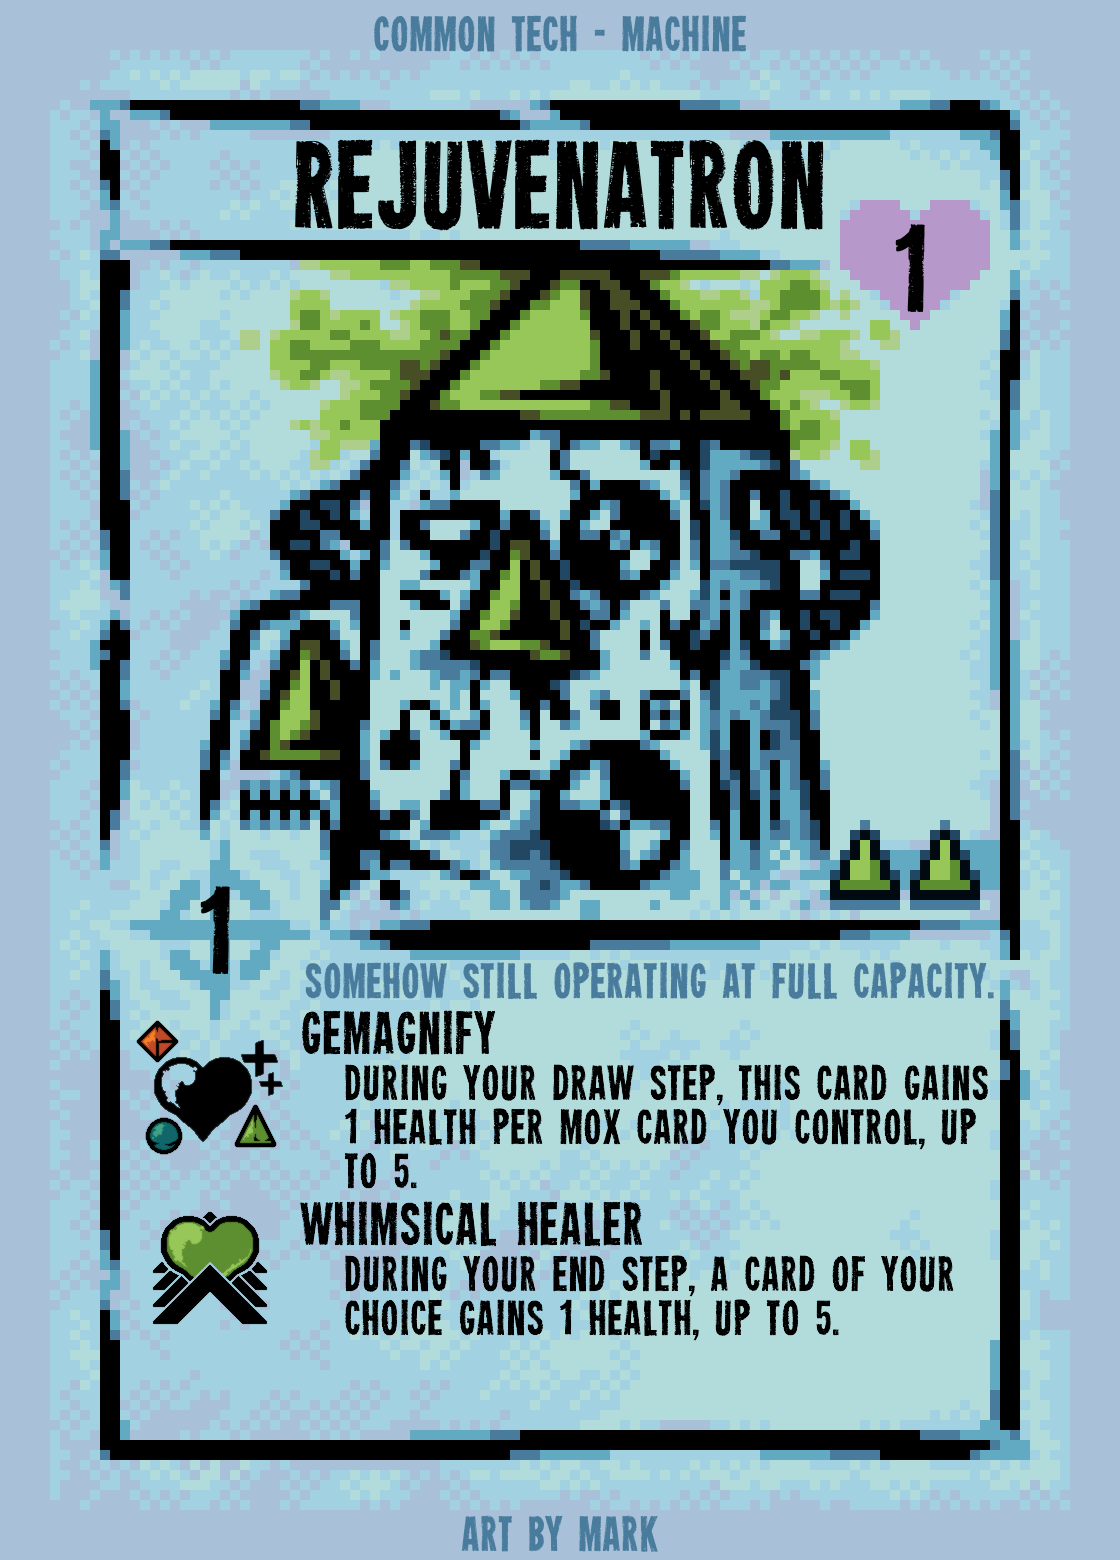 COMMON TECH - MACHINE
REJUVENATRON
1
1
SOMEHOW STILL OPERATING AT FULL CAPACITY.
GEMAGNIFY
DURING YOUR DRAW STEP, THIS CARD GAINS
1 HEALTH PER MOX CARD YOU CONTROL, UP
TO 5.
WHIMSICAL HEALER
DURING YOUR END STEP, A CARD OF YOUR
CHOICE GAINS 1 HEALTH, UP TO 5.
ART BY MARK